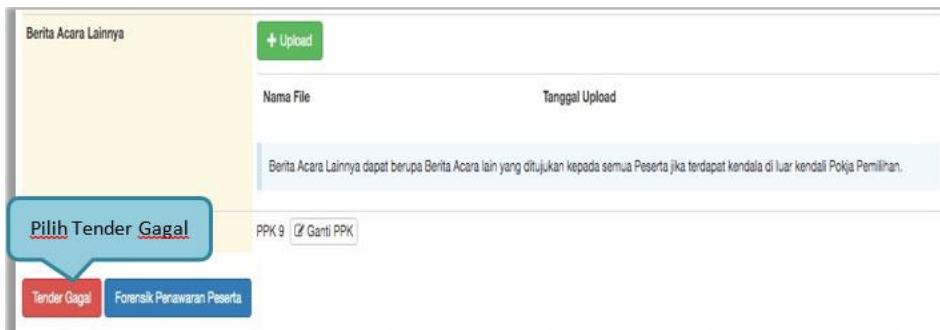 Berita Acara Lainnya
+ Upload
Nama File Tanggal Upload
Berita Acara Lainnya dapat berupa Berita Acara lain yang ditujukan kepada semua Peserta jika terdapat kendala di luar kendali Pokja Pemilihan.
Pilih Tender Gagal
PPK 9 Ganti PPK
Tender Gagal Forensik Penawaran Peserta